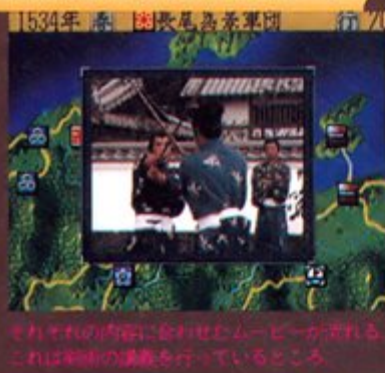 1534年 春 長尾為景軍団 行 20
それぞれの内容に合わせたムービーが流れる
これは剣術の講義を行っているところ